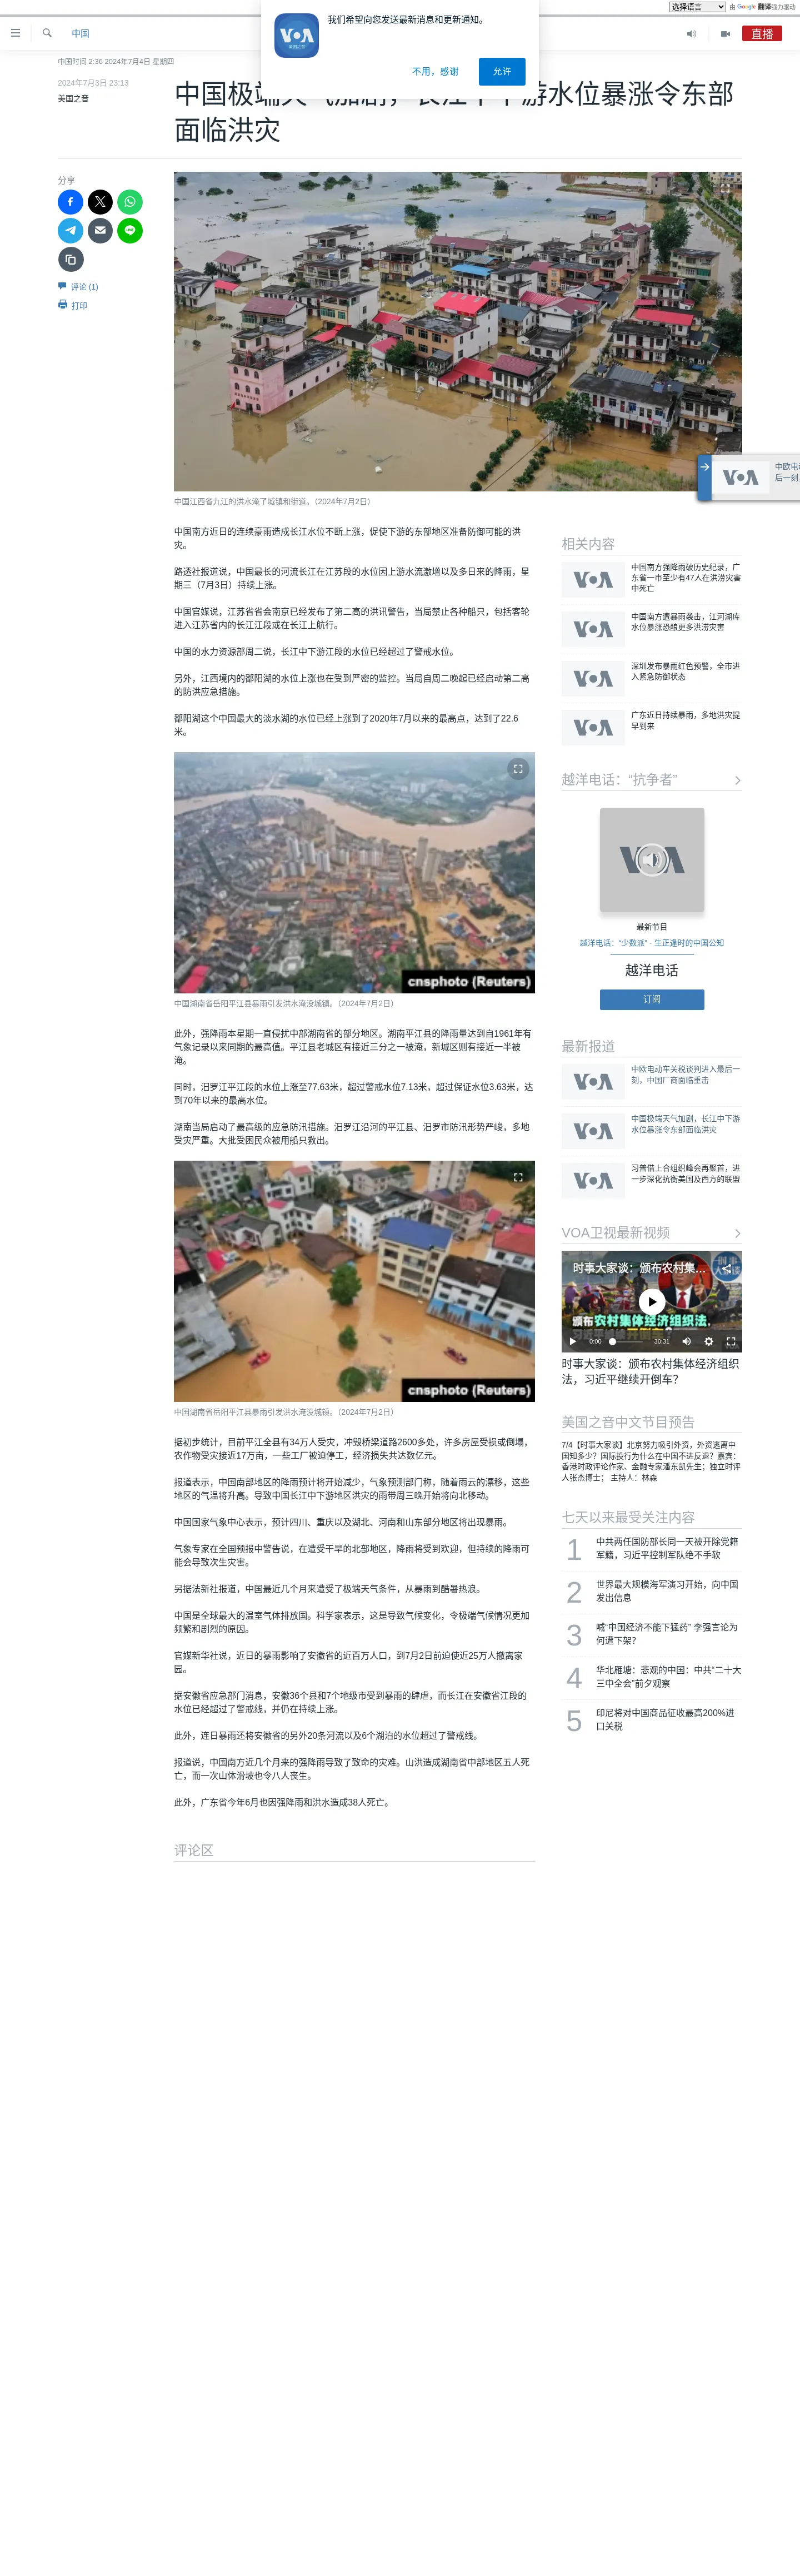 选择语言 由 Google 翻译强力驱动
我们希望向您发送最新消息和更新通知。
不用，感谢
允许
中国
直播
中国时间 2:36 2024年7月4日 星期四
2024年7月3日 23:13
美国之音
中国极端天气加剧，长江中下游水位暴涨令东部
面临洪灾
分享
评论 (1)
打印
中国江西省九江的洪水淹了城镇和街道。（2024年7月2日）
中国南方近日的连续豪雨造成长江水位不断上涨，促使下游的东部地区准备防御可能的洪
灾。
路透社报道说，中国最长的河流长江在江苏段的水位因上游水流激增以及多日来的降雨，星
期三（7月3日）持续上涨。
中国官媒说，江苏省省会南京已经发布了第二高的洪讯警告，当局禁止各种船只，包括客轮
进入江苏省内的长江江段或在长江上航行。
中国的水力资源部周二说，长江中下游江段的水位已经超过了警戒水位。
另外，江西境内的鄱阳湖的水位上涨也在受到严密的监控。当局自周二晚起已经启动第二高
的防洪应急措施。
鄱阳湖这个中国最大的淡水湖的水位已经上涨到了2020年7月以来的最高点，达到了22.6
米。
cnsphoto (Reuters)
中国湖南省岳阳平江县暴雨引发洪水淹没城镇。（2024年7月2日）
此外，强降雨本星期一直侵扰中部湖南省的部分地区。湖南平江县的降雨量达到自1961年有
气象记录以来同期的最高值。平江县老城区有接近三分之一被淹，新城区则有接近一半被
淹。
同时，汨罗江平江段的水位上涨至77.63米，超过警戒水位7.13米，超过保证水位3.63米，达
到70年以来的最高水位。
湖南当局启动了最高级的应急防汛措施。汨罗江沿河的平江县、汨罗市防汛形势严峻，多地
受灾严重。大批受困民众被用船只救出。
cnsphoto (Reuters)
中国湖南省岳阳平江县暴雨引发洪水淹没城镇。（2024年7月2日）
据初步统计，目前平江全县有34万人受灾，冲毁桥梁道路2600多处，许多房屋受损或倒塌，
农作物受灾接近17万亩，一些工厂被迫停工，经济损失共达数亿元。
报道表示，中国南部地区的降雨预计将开始减少，气象预测部门称，随着雨云的漂移，这些
地区的气温将升高。导致中国长江中下游地区洪灾的雨带周三晚开始将向北移动。
中国国家气象中心表示，预计四川、重庆以及湖北、河南和山东部分地区将出现暴雨。
气象专家在全国预报中警告说，在遭受干旱的北部地区，降雨将受到欢迎，但持续的降雨可
能会导致次生灾害。
另据法新社报道，中国最近几个月来遭受了极端天气条件，从暴雨到酷暑热浪。
中国是全球最大的温室气体排放国。科学家表示，这是导致气候变化，令极端气候情况更加
频繁和剧烈的原因。
官媒新华社说，近日的暴雨影响了安徽省的近百万人口，到7月2日前迫使近25万人撤离家
园。
据安徽省应急部门消息，安徽36个县和7个地级市受到暴雨的肆虐，而长江在安徽省江段的
水位已经超过了警戒线，并仍在持续上涨。
此外，连日暴雨还将安徽省的另外20条河流以及6个湖泊的水位超过了警戒线。
报道说，中国南方近几个月来的强降雨导致了致命的灾难。山洪造成湖南省中部地区五人死
亡，而一次山体滑坡也令八人丧生。
此外，广东省今年6月也因强降雨和洪水造成38人死亡。
评论区
中欧电动
后一刻，
相关内容
中国南方强降雨破历史纪录，广
东省一市至少有47人在洪涝灾害
中死亡
中国南方遭暴雨袭击，江河湖库
水位暴涨恐酿更多洪涝灾害
深圳发布暴雨红色预警，全市进
入紧急防御状态
广东近日持续暴雨，多地洪灾提
早到来
越洋电话：“抗争者”
最新节目
越洋电话：“少数派” - 生正逢时的中国公知
越洋电话
订阅
最新报道
中欧电动车关税谈判进入最后一
刻，中国厂商面临重击
中国极端天气加剧，长江中下游
水位暴涨令东部面临洪灾
习普借上合组织峰会再聚首，进
一步深化抗衡美国及西方的联盟
VOA卫视最新视频
时事大家谈：颁布农村集...
颁布农村集体经济组织法，
0:00 30:31
时事大家谈：颁布农村集体经济组织
法，习近平继续开倒车？
美国之音中文节目预告
7/4【时事大家谈】北京努力吸引外资，外资逃离中
国知多少？国际投行为什么在中国不进反退？嘉宾：
香港时政评论作家、金融专家潘东凯先生；独立时评
人张杰博士； 主持人：林森
七天以来最受关注内容
1 中共两任国防部长同一天被开除党籍
军籍，习近平控制军队绝不手软
2 世界最大规模海军演习开始，向中国
发出信息
3 喊“中国经济不能下猛药” 李强言论为
何遭下架？
4 华北雁塘：悲观的中国：中共“二十大
三中全会”前夕观察
5 印尼将对中国商品征收最高200%进
口关税